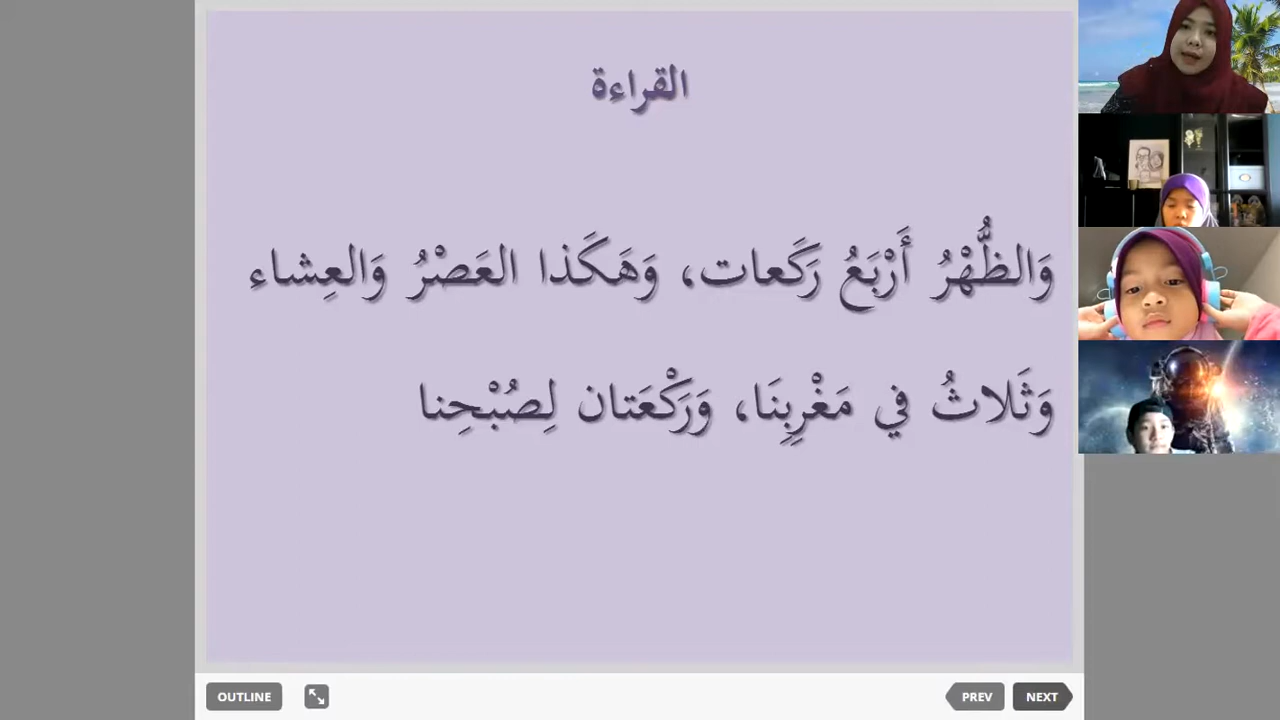 القراءة
وَالظُّهْرُ أَرْبَعُ رَكَعات، وَهَكَذا العَصْرُ وَالعِشاء
وَثَلاثُ في مَغْرِبِنَا، وَرَكْعَتان لِصُبْحِنا
OUTLINE
PREV
NEXT